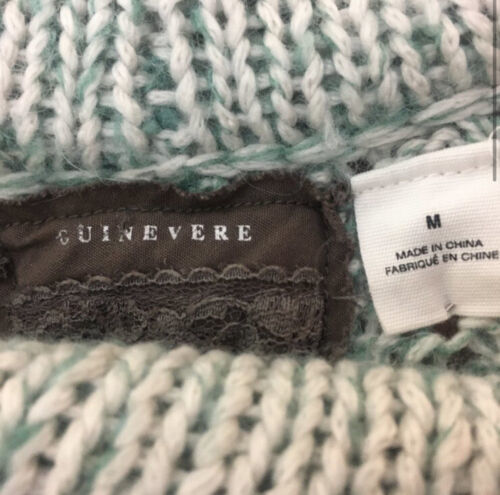 GUINEVERE
M
MADE IN CHINA
FABRIQUÉ EN CHINE